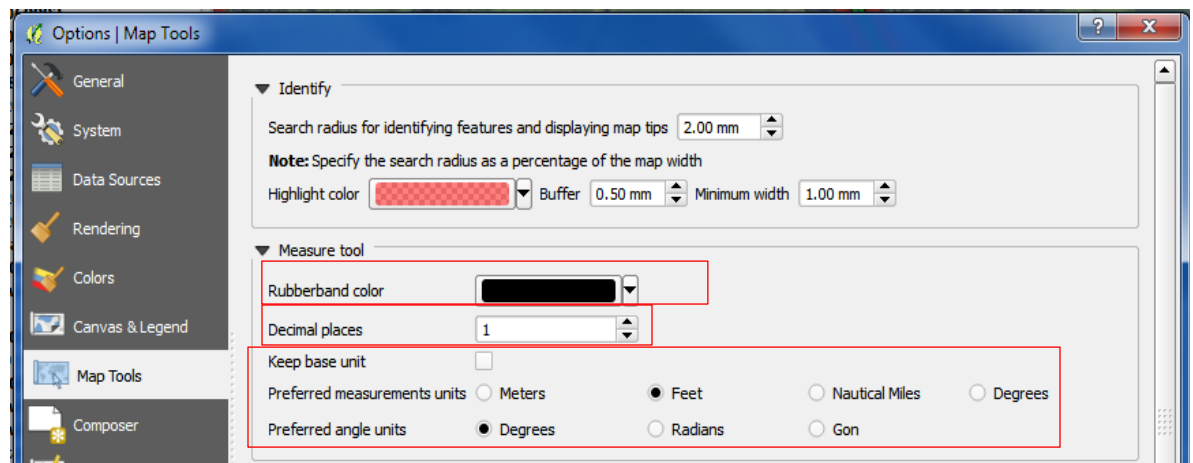 Options | Map Tools
General
System
Data Sources
Rendering
Colors
Canvas & Legend
Map Tools
Composer
Identify
Search radius for identifying features and displaying map tips 2.00 mm
Note: Specify the search radius as a percentage of the map width
Highlight color Buffer 0.50 mm Minimum width 1.00 mm
Measure tool
Rubberband color
Decimal places 1
Keep base unit
Preferred measurements units Meters Feet Nautical Miles Degrees
Preferred angle units Degrees Radians Gon